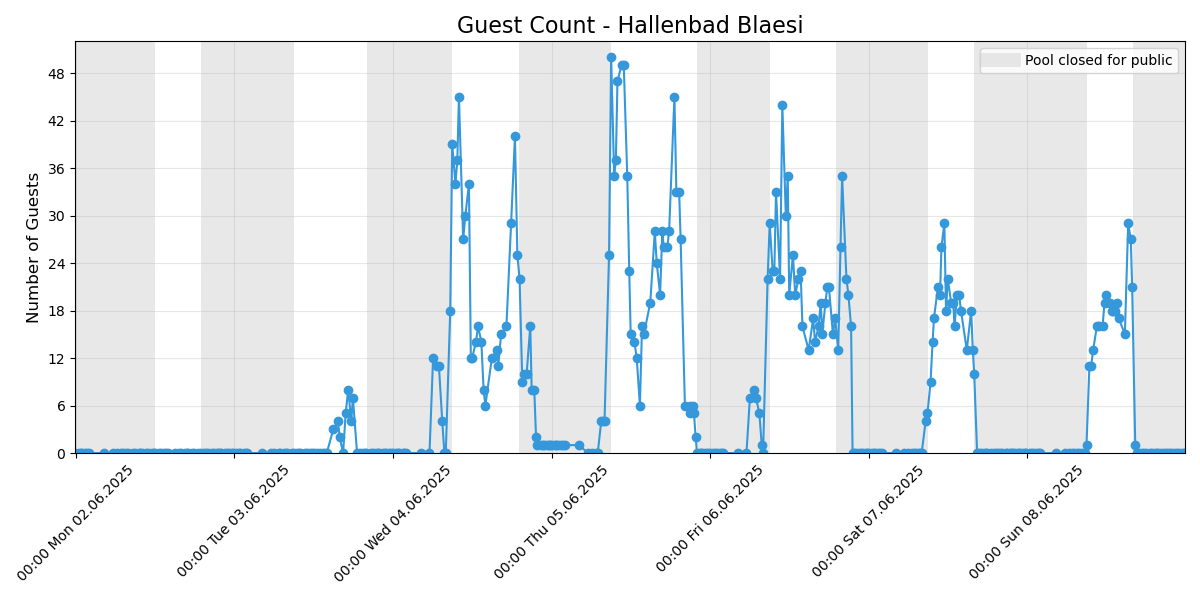 Guest Count - Hallenbad Blaesi
Pool closed for public
Number of Guests
48
42
36
30
24
18
12
6
0
00:00 Mon 02.06.2025
00:00 Tue 03.06.2025
00:00 Wed 04.06.2025
00:00 Thu 05.06.2025
00:00 Fri 06.06.2025
00:00 Sat 07.06.2025
00:00 Sun 08.06.2025